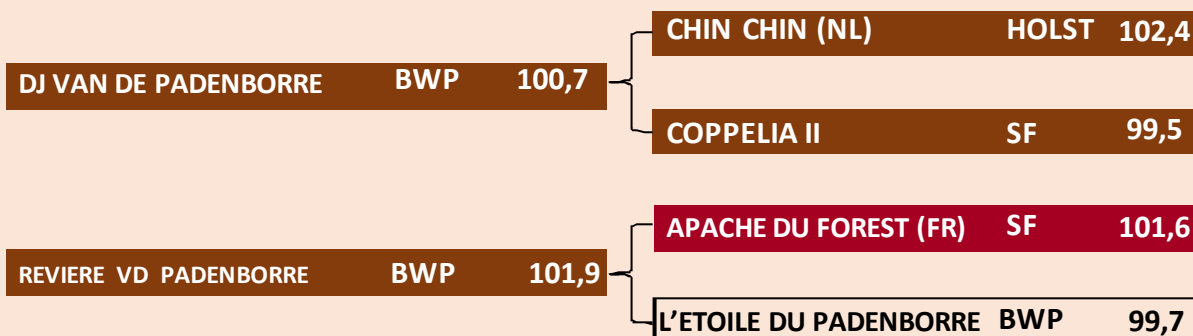 CHIN CHIN (NL) HOLST 102,4
DJ VAN DE PADENBORRE BWP 100,7
COPPELIA II SF 99,5
APACHE DU FOREST (FR) SF 101,6
REVIERE VD PADENBORRE BWP 101,9
L'ETOILE DU PADENBORRE BWP 99,7